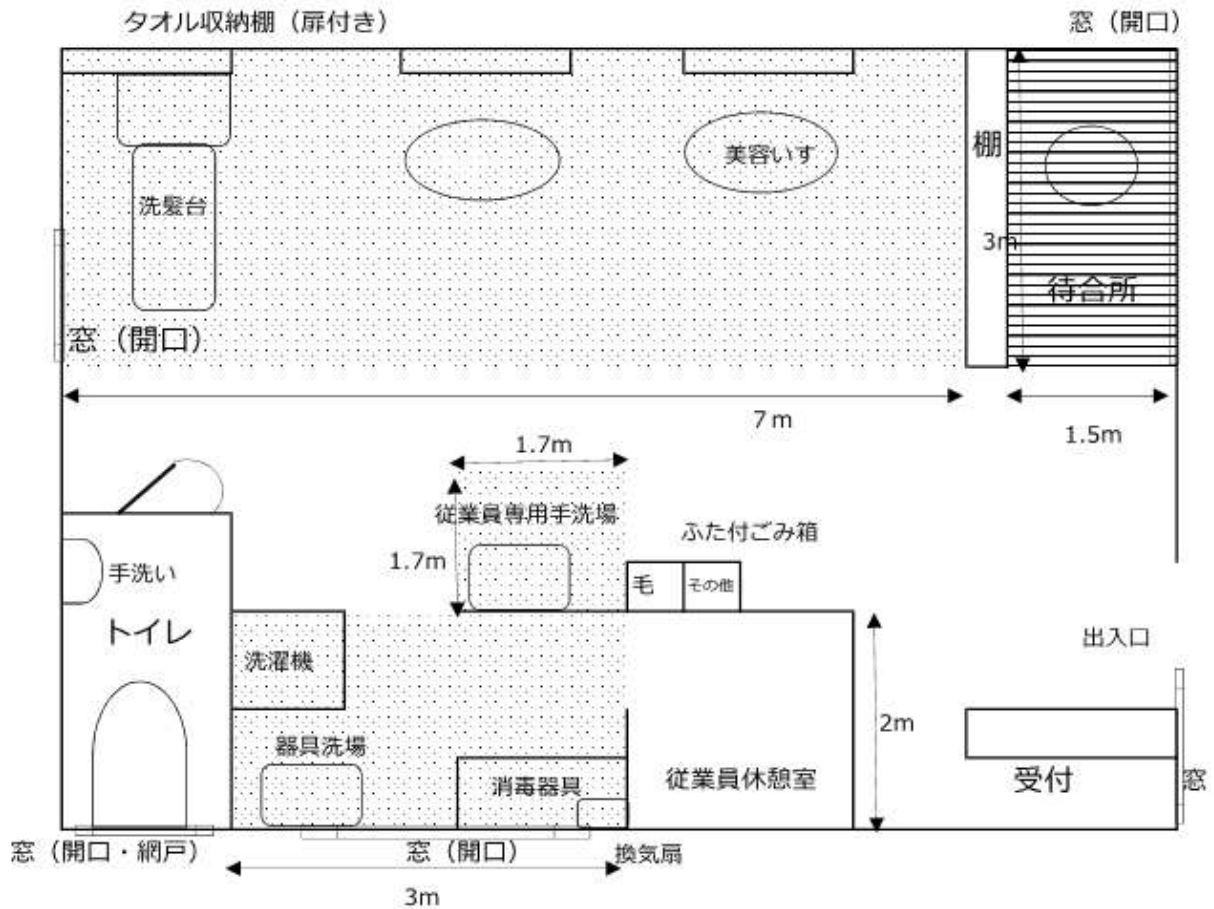 タオル収納棚（扉付き）
窓（開口）
美容いす
棚
洗髪台
3m
待合所
窓（開口）
7ｍ
1.5m
1.7m
従業員専用手洗場
ふた付ごみ箱
1.7m
手洗い
毛
その他
トイレ
出入口
洗濯機
2m
器具洗場
消毒器具
従業員休憩室
受付
窓
窓（開口・網戸）
窓（開口）
換気扇
3m